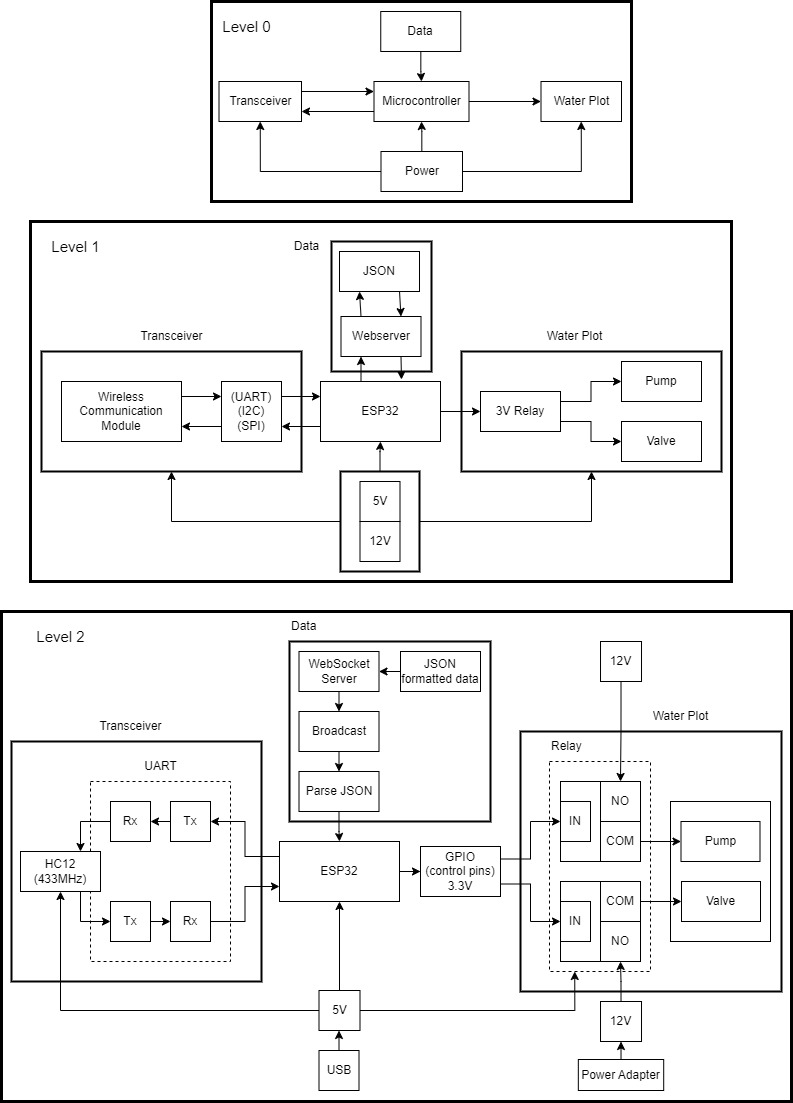 Level 0
Data
Transceiver
Microcontroller
Water Plot
Power
Level 1
Data
JSON
Webserver
Transceiver
Wireless
Communication
Module
(UART)
(I2C)
(SPI)
ESP32
Water Plot
3V Relay
Pump
Valve
5V
12V
Level 2
Data
WebSocket
Server
JSON
formatted data
Broadcast
Parse JSON
12V
Transceiver
UART
Rx
Tx
HC12
(433MHz)
Tx
Rx
ESP32
GPIO
(control pins)
3.3V
Water Plot
Relay
IN
NO
COM
Pump
IN
COM
NO
Valve
5V
USB
12V
Power Adapter